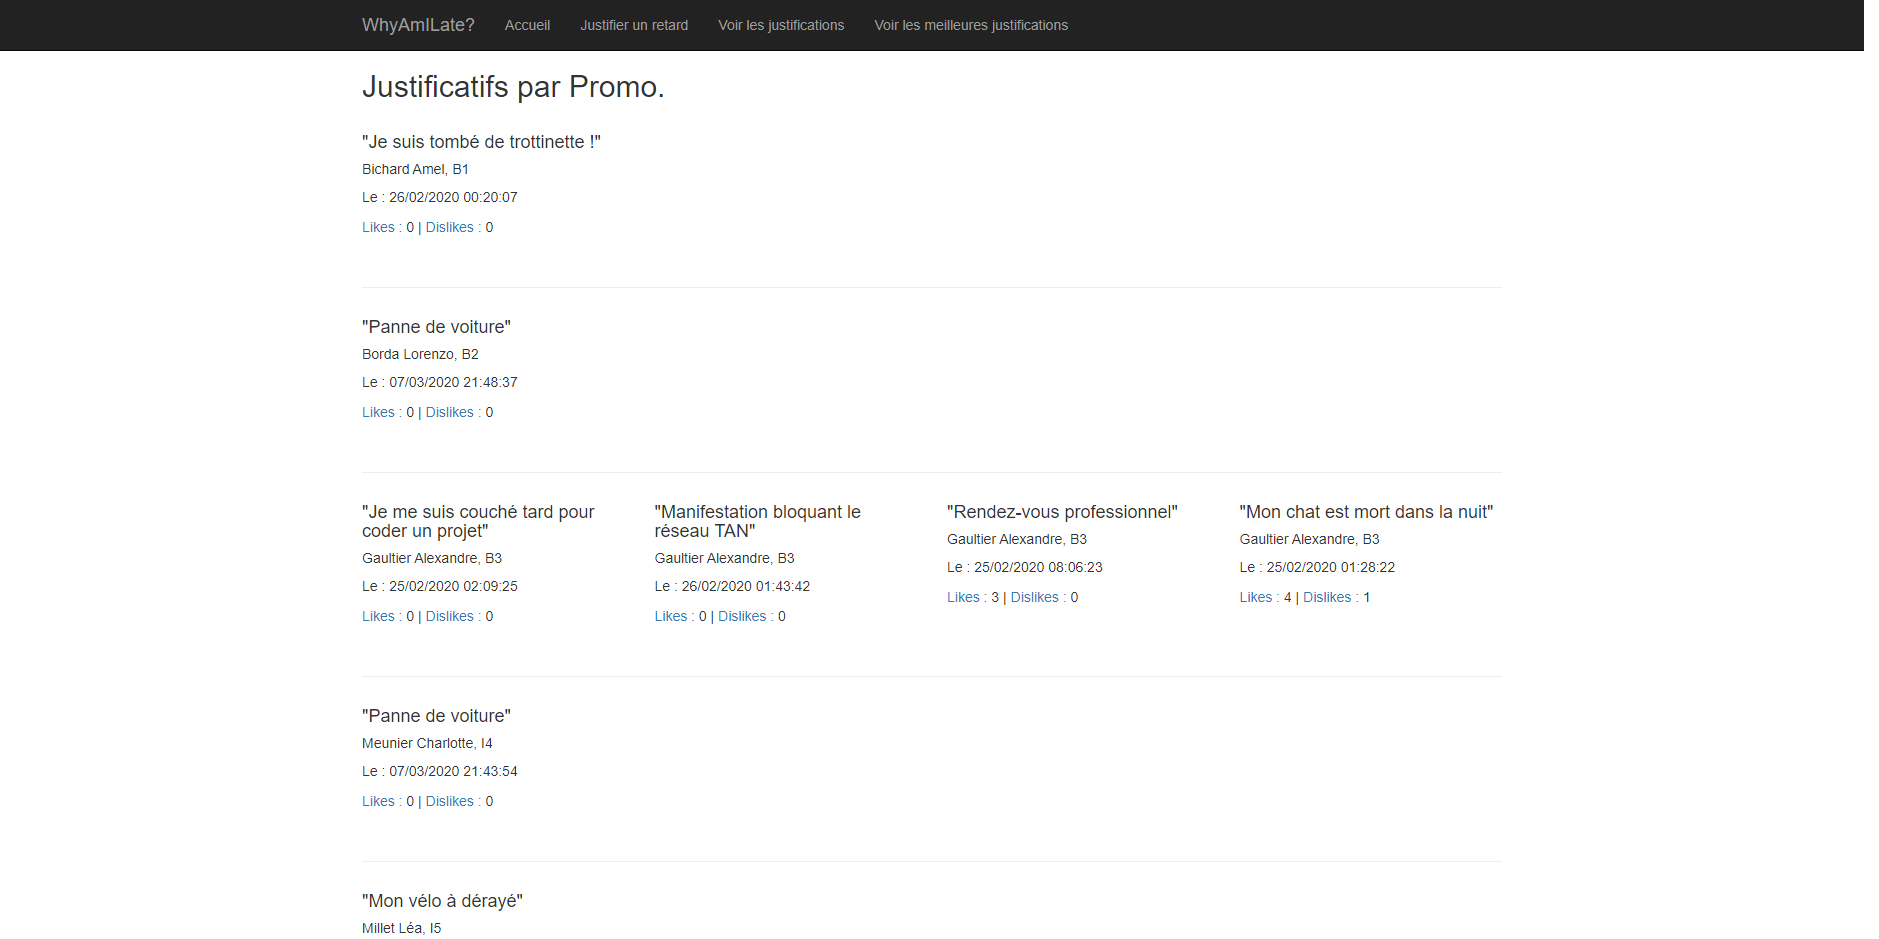 WhyAmILate? Accueil Justifier un retard Voir les justifications Voir les meilleures justifications
Justificatifs par Promo.
"Je suis tombé de trottinette !"
Bichard Amel, B1
Le : 26/02/2020 00:20:07
Likes : 0 | Dislikes : 0
"Panne de voiture"
Borda Lorenzo, B2
Le : 07/03/2020 21:48:37
Likes : 0 | Dislikes : 0
"Je me suis couché tard pour
coder un projet"
Gaultier Alexandre, B3
Le : 25/02/2020 02:09:25
Likes : 0 | Dislikes : 0
"Manifestation bloquant le
réseau TAN"
Gaultier Alexandre, B3
Le : 26/02/2020 01:43:42
Likes : 0 | Dislikes : 0
"Rendez-vous professionnel"
Gaultier Alexandre, B3
Le : 25/02/2020 08:06:23
Likes : 3 | Dislikes : 0
"Mon chat est mort dans la nuit"
Gaultier Alexandre, B3
Le : 25/02/2020 01:28:22
Likes : 4 | Dislikes : 1
"Panne de voiture"
Meunier Charlotte, I4
Le : 07/03/2020 21:43:54
Likes : 0 | Dislikes : 0
"Mon vélo à dérayé"
Millet Léa, I5